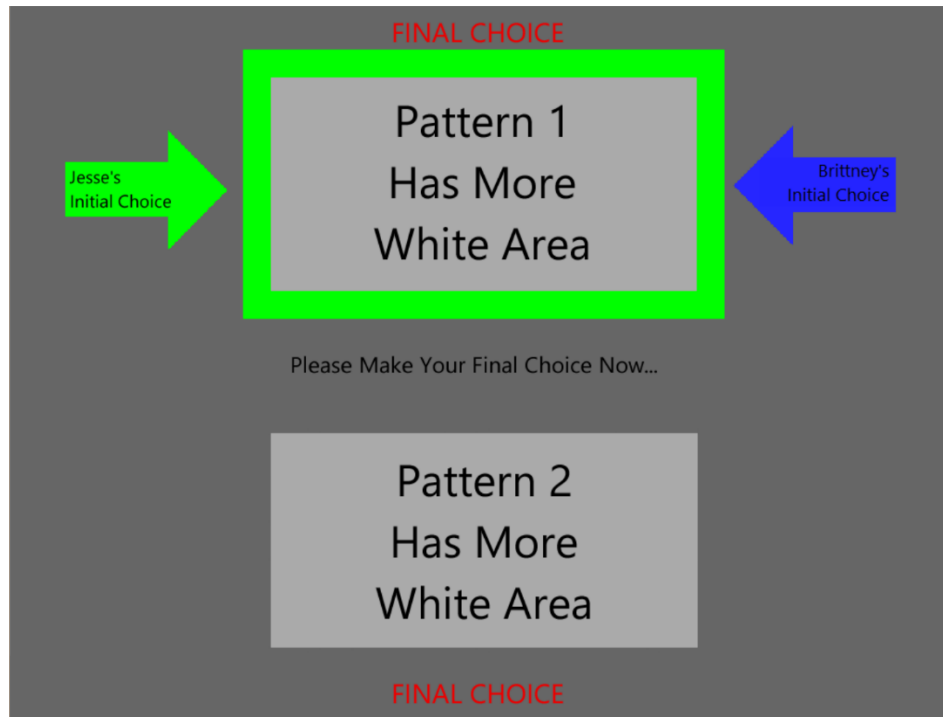 FINAL CHOICE
Pattern 1
Has More
White Area
Jesse's
Initial Choice
Brittney's
Initial Choice
Please Make Your Final Choice Now...
Pattern 2
Has More
White Area
FINAL CHOICE